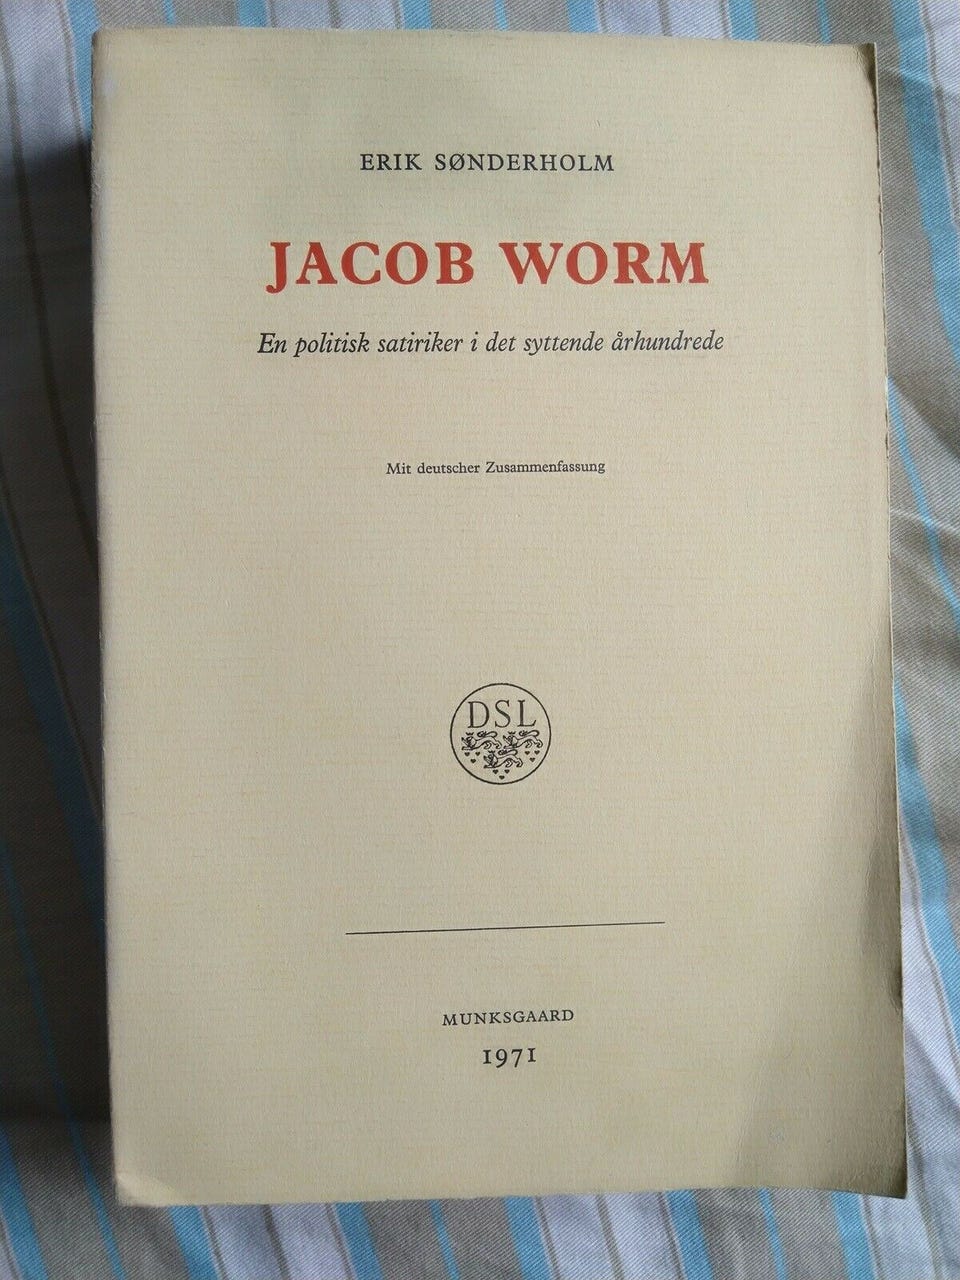 ERIK SØNDERHOLM
JACOB WORM
En politisk satiriker i det syttende århundrede
Mit deutscher Zusammenfassung
DSL
MUNKSGAARD
1971